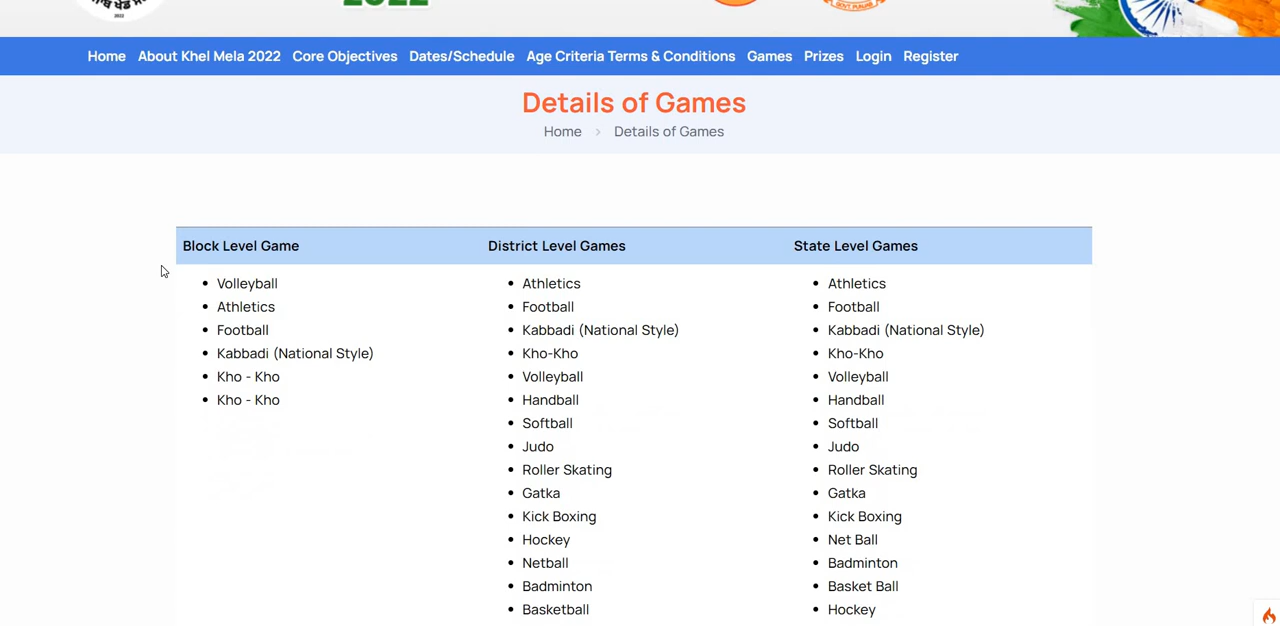 2022
2022
GOVT PUNJAB
Home About Khel Mela 2022 Core Objectives Dates/Schedule Age Criteria Terms & Conditions Games Prizes Login Register
Details of Games
Home > Details of Games
Block Level Game
• Volleyball
• Athletics
• Football
• Kabbadi (National Style)
• Kho - Kho
• Kho - Kho
District Level Games
• Athletics
• Football
• Kabbadi (National Style)
• Kho-Kho
• Volleyball
• Handball
• Softball
• Judo
• Roller Skating
• Gatka
• Kick Boxing
• Hockey
• Netball
• Badminton
• Basketball
State Level Games
• Athletics
• Football
• Kabbadi (National Style)
• Kho-Kho
• Volleyball
• Handball
• Softball
• Judo
• Roller Skating
• Gatka
• Kick Boxing
• Net Ball
• Badminton
• Basket Ball
• Hockey